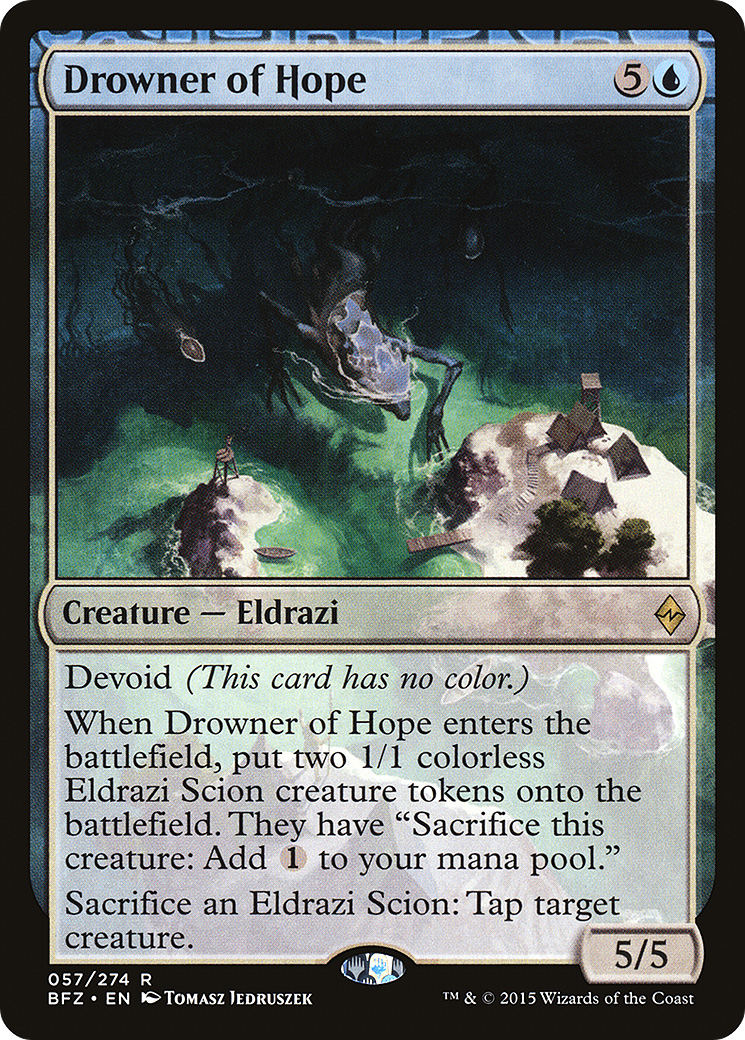 Drowner of Hope 5
Creature — Eldrazi
Devoid (This card has no color.)
When Drowner of Hope enters the
battlefield, put two 1/1 colorless
Eldrazi Scion creature tokens onto the
battlefield. They have “Sacrifice this
creature: Add 1 to your mana pool.”
Sacrifice an Eldrazi Scion: Tap target
creature.
5/5
057/274 R
BFZ • EN Tomasz Jedruszek
™ & © 2015 Wizards of the Coast